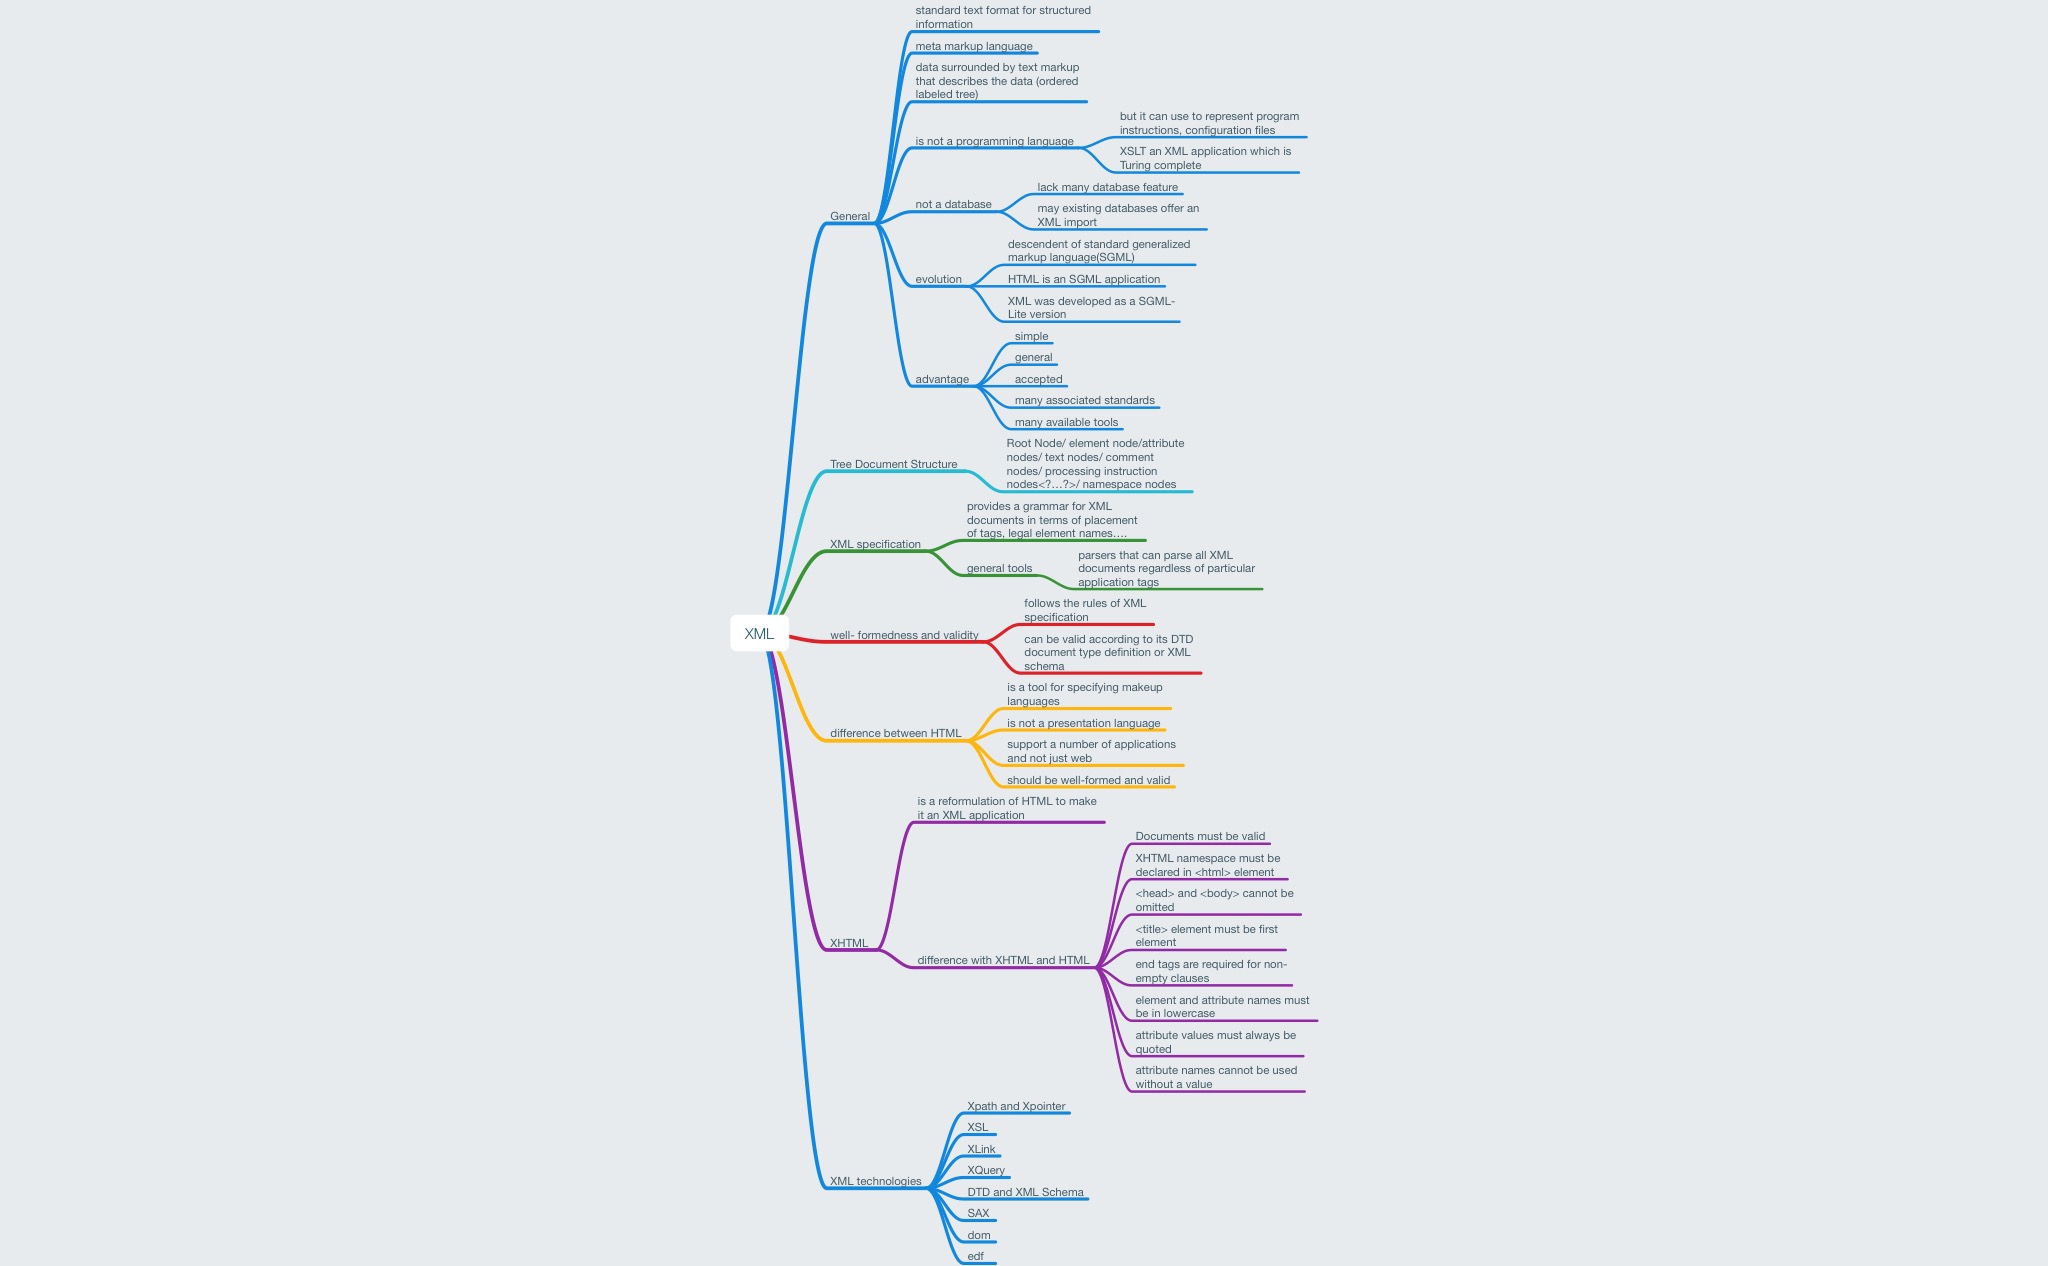 standard text format for structured
information
meta markup language
data surrounded by text markup
that describes the data (ordered
labeled tree)
is not a programming language
but it can use to represent program
instructions, configuration files
XSLT an XML application which is
Turing complete
General
not a database
lack many database feature
may existing databases offer an
XML import
evolution
descendent of standard generalized
markup language(SGML)
HTML is an SGML application
XML was developed as a SGML-
Lite version
advantage
simple
general
accepted
many associated standards
many available tools
Tree Document Structure
Root Node/ element node/attribute
nodes/ text nodes/ comment
nodes/ processing instruction
nodes<?...?>/ namespace nodes
XML specification
provides a grammar for XML
documents in terms of placement
of tags, legal element names....
general tools
parsers that can parse all XML
documents regardless of particular
application tags
XML
well- formedness and validity
follows the rules of XML
specification
can be valid according to its DTD
document type definition or XML
schema
difference between HTML
is a tool for specifying makeup
languages
is not a presentation language
support a number of applications
and not just web
should be well-formed and valid
XHTML
is a reformulation of HTML to make
it an XML application
difference with XHTML and HTML
Documents must be valid
XHTML namespace must be
declared in <html> element
<head> and <body> cannot be
omitted
<title> element must be first
element
end tags are required for non-
empty clauses
element and attribute names must
be in lowercase
attribute values must always be
quoted
attribute names cannot be used
without a value
XML technologies
Xpath and Xpointer
XSL
XLink
XQuery
DTD and XML Schema
SAX
dom
edf